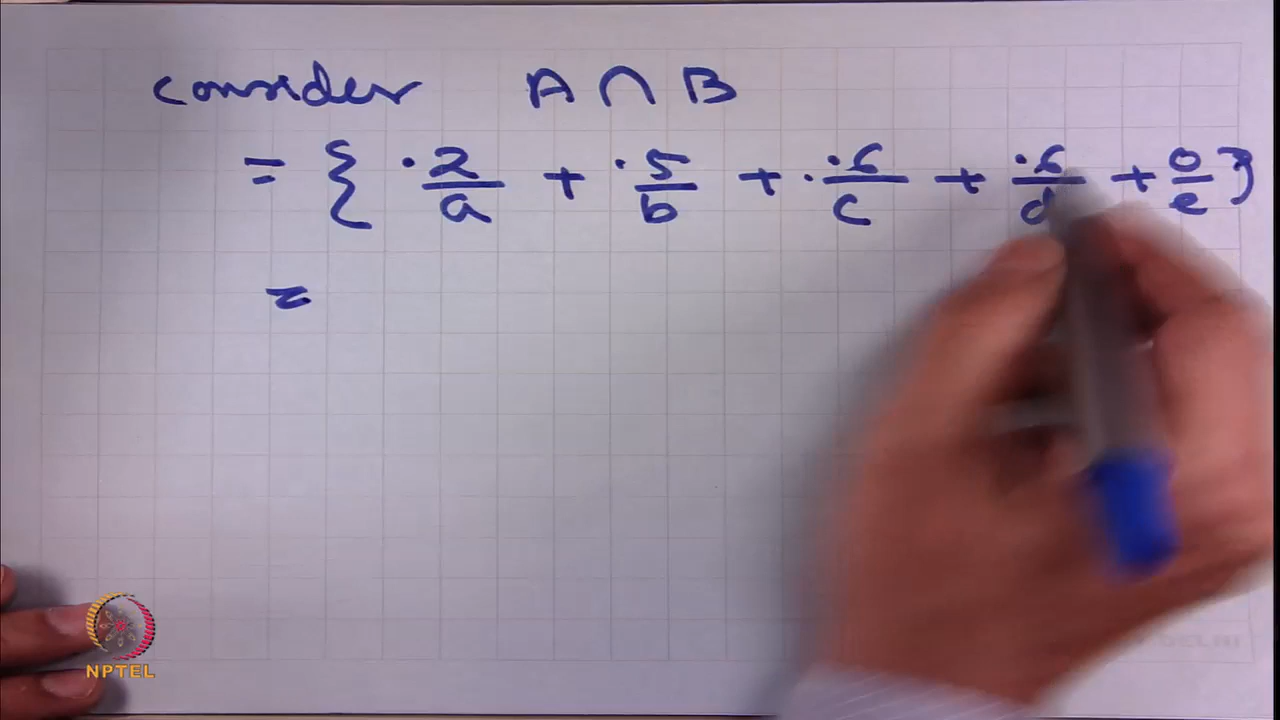 consider A ∩ B
= { .2/a + .5/b + .6/c + .6/d + 0/e }
=
NPTEL